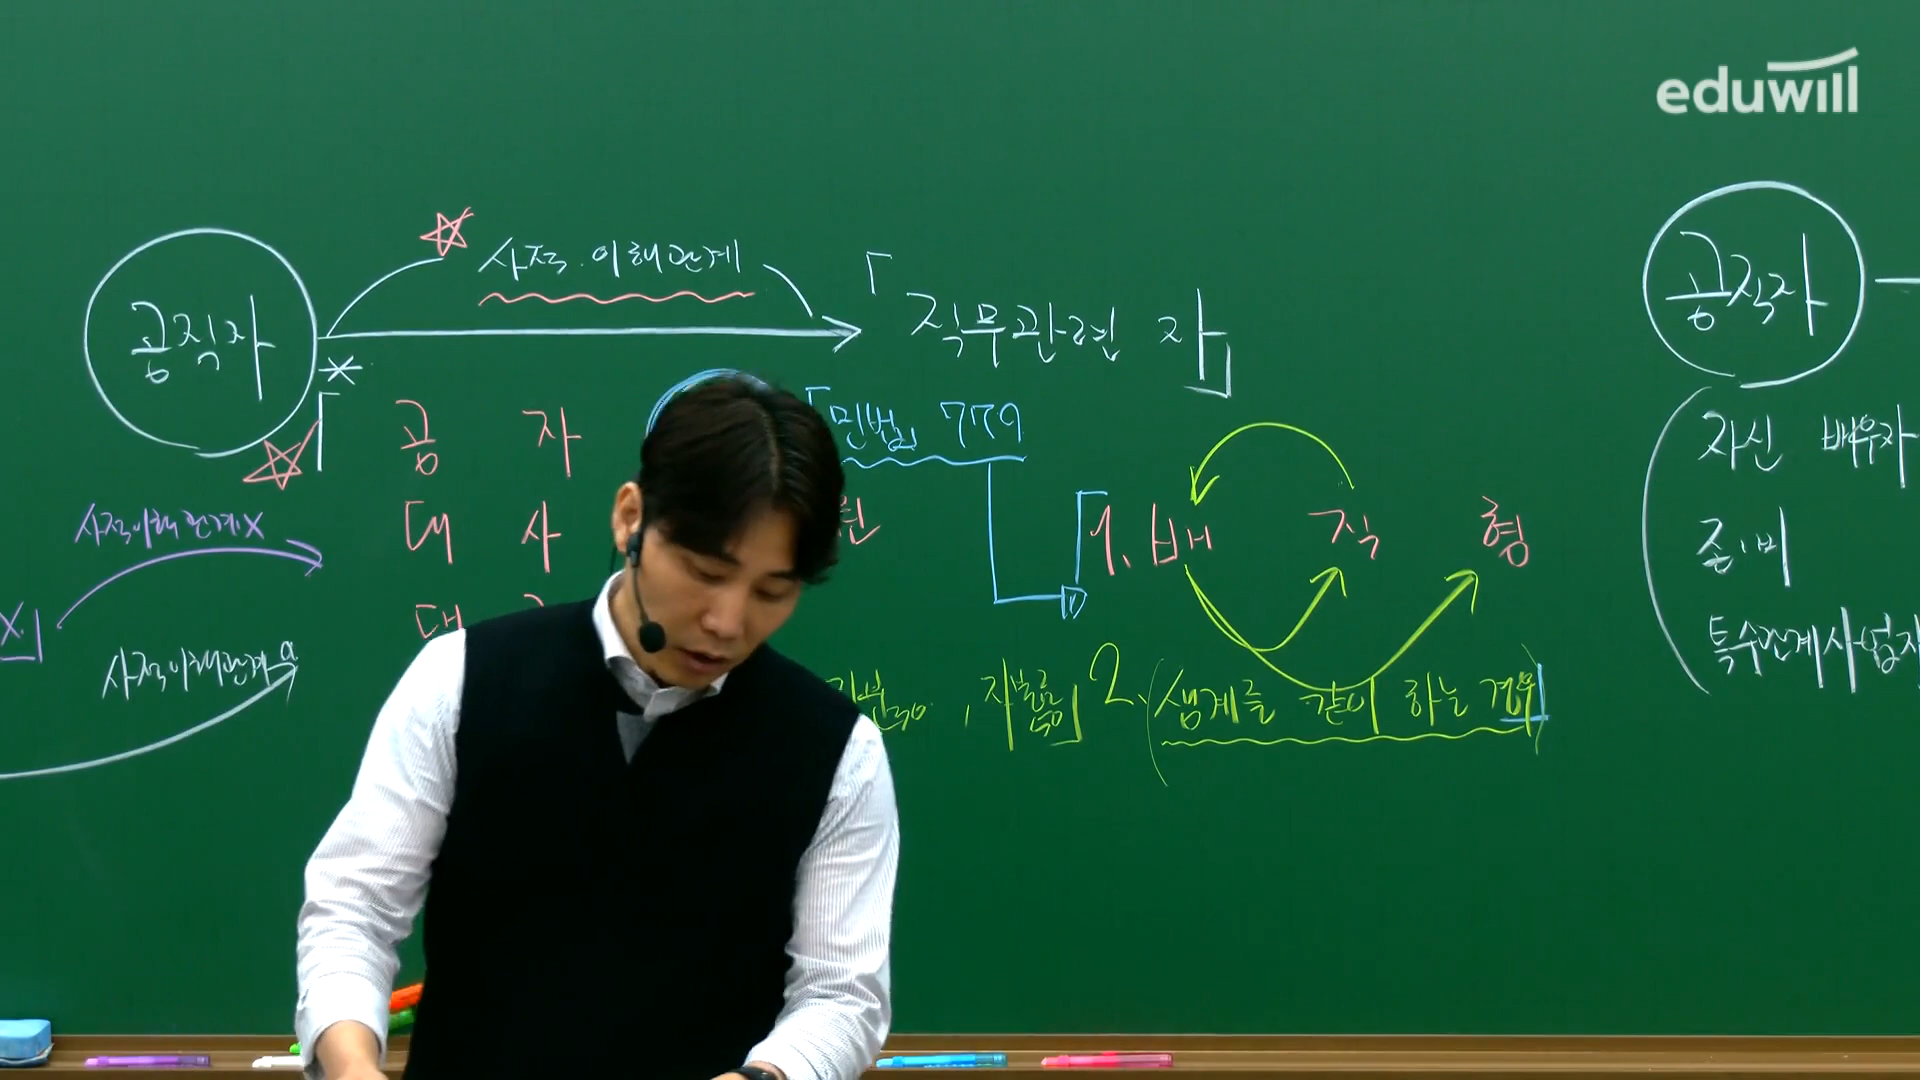 eduwill
공직자
사적 이해관계
「직무관련 자」
공직자
공 자
「민법 779
자신 배우자
사적이해관계X
대 사
1. 배 직 형
존·비
X」
대
사적이해관계
특수관계사업자
2. (생계를 같이 하는 경우)